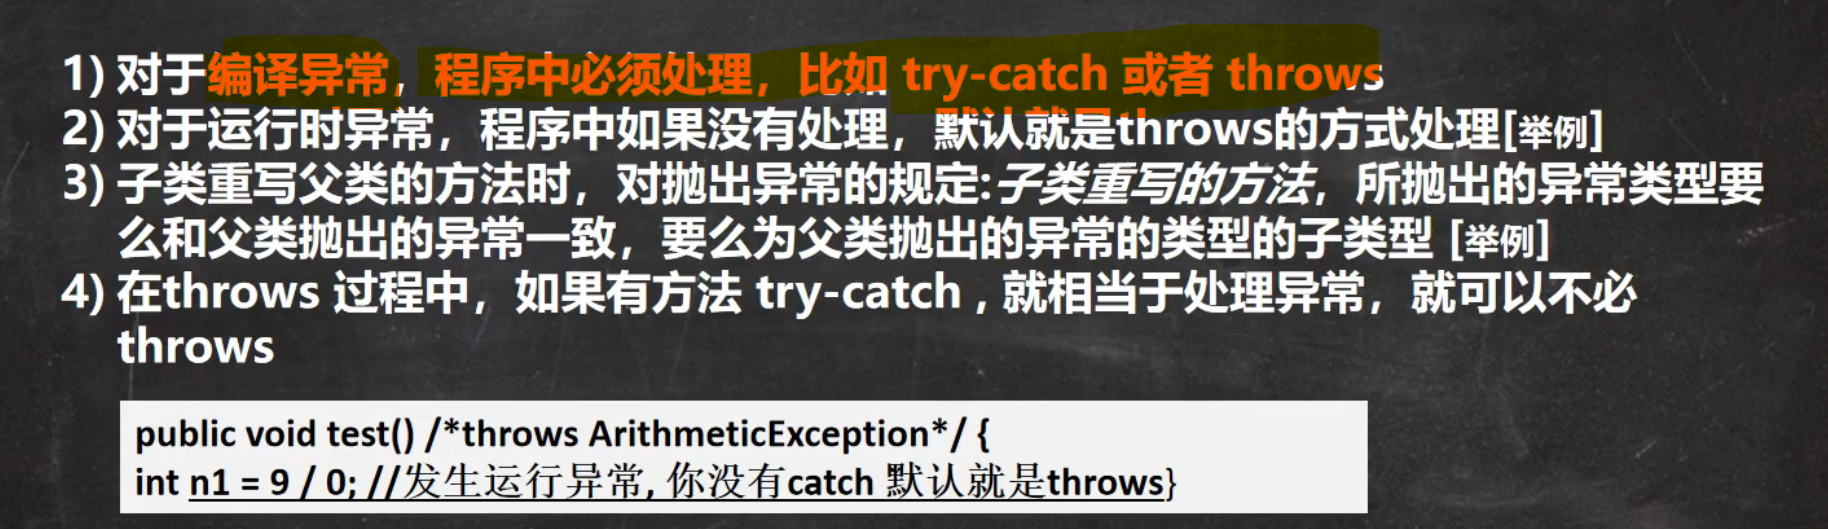 1) 对于编译异常，程序中必须处理，比如 try-catch 或者 throws
2) 对于运行时异常，程序中如果没有处理，默认就是throws的方式处理[举例]
3) 子类重写父类的方法时，对抛出异常的规定:子类重写的方法，所抛出的异常类型要
么和父类抛出的异常一致，要么为父类抛出的异常的类型的子类型 [举例]
4) 在throws 过程中，如果有方法 try-catch , 就相当于处理异常，就可以不必
throws
public void test() /*throws ArithmeticException*/ {
int n1 = 9 / 0; //发生运行异常, 你没有catch 默认就是throws}